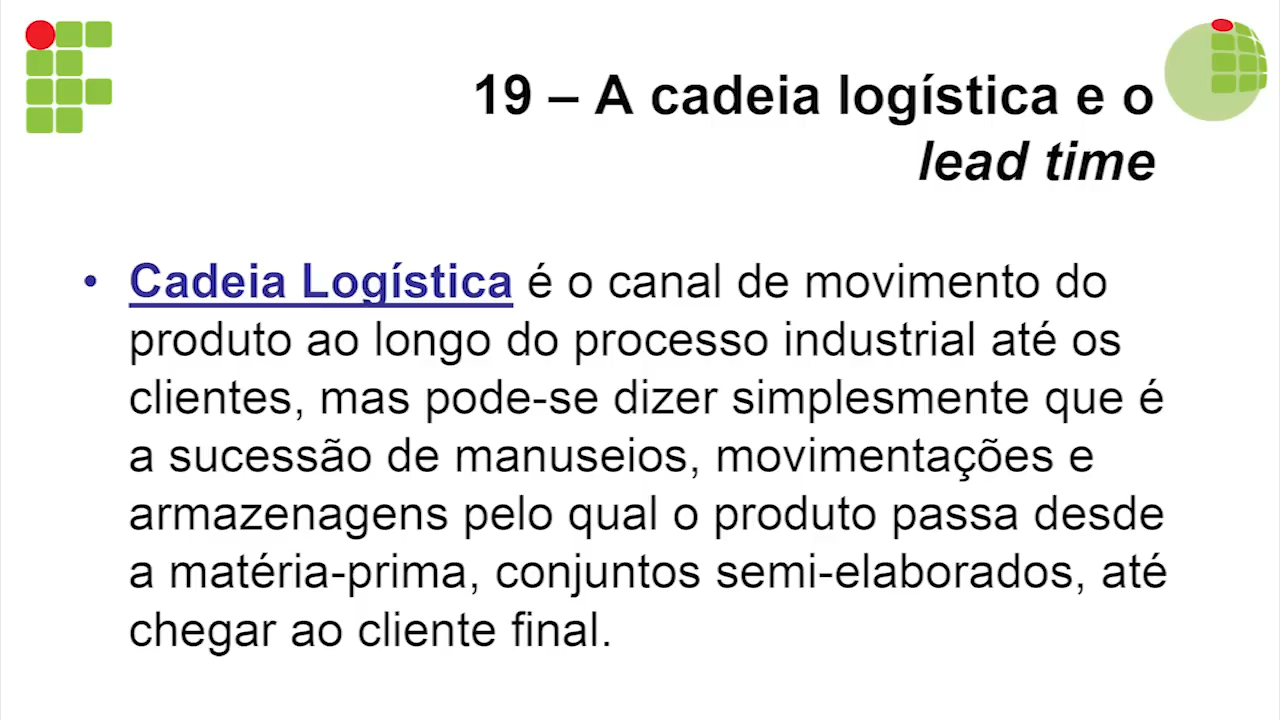 19 – A cadeia logística e o
lead time
• Cadeia Logística é o canal de movimento do
produto ao longo do processo industrial até os
clientes, mas pode-se dizer simplesmente que é
a sucessão de manuseios, movimentações e
armazenagens pelo qual o produto passa desde
a matéria-prima, conjuntos semi-elaborados, até
chegar ao cliente final.